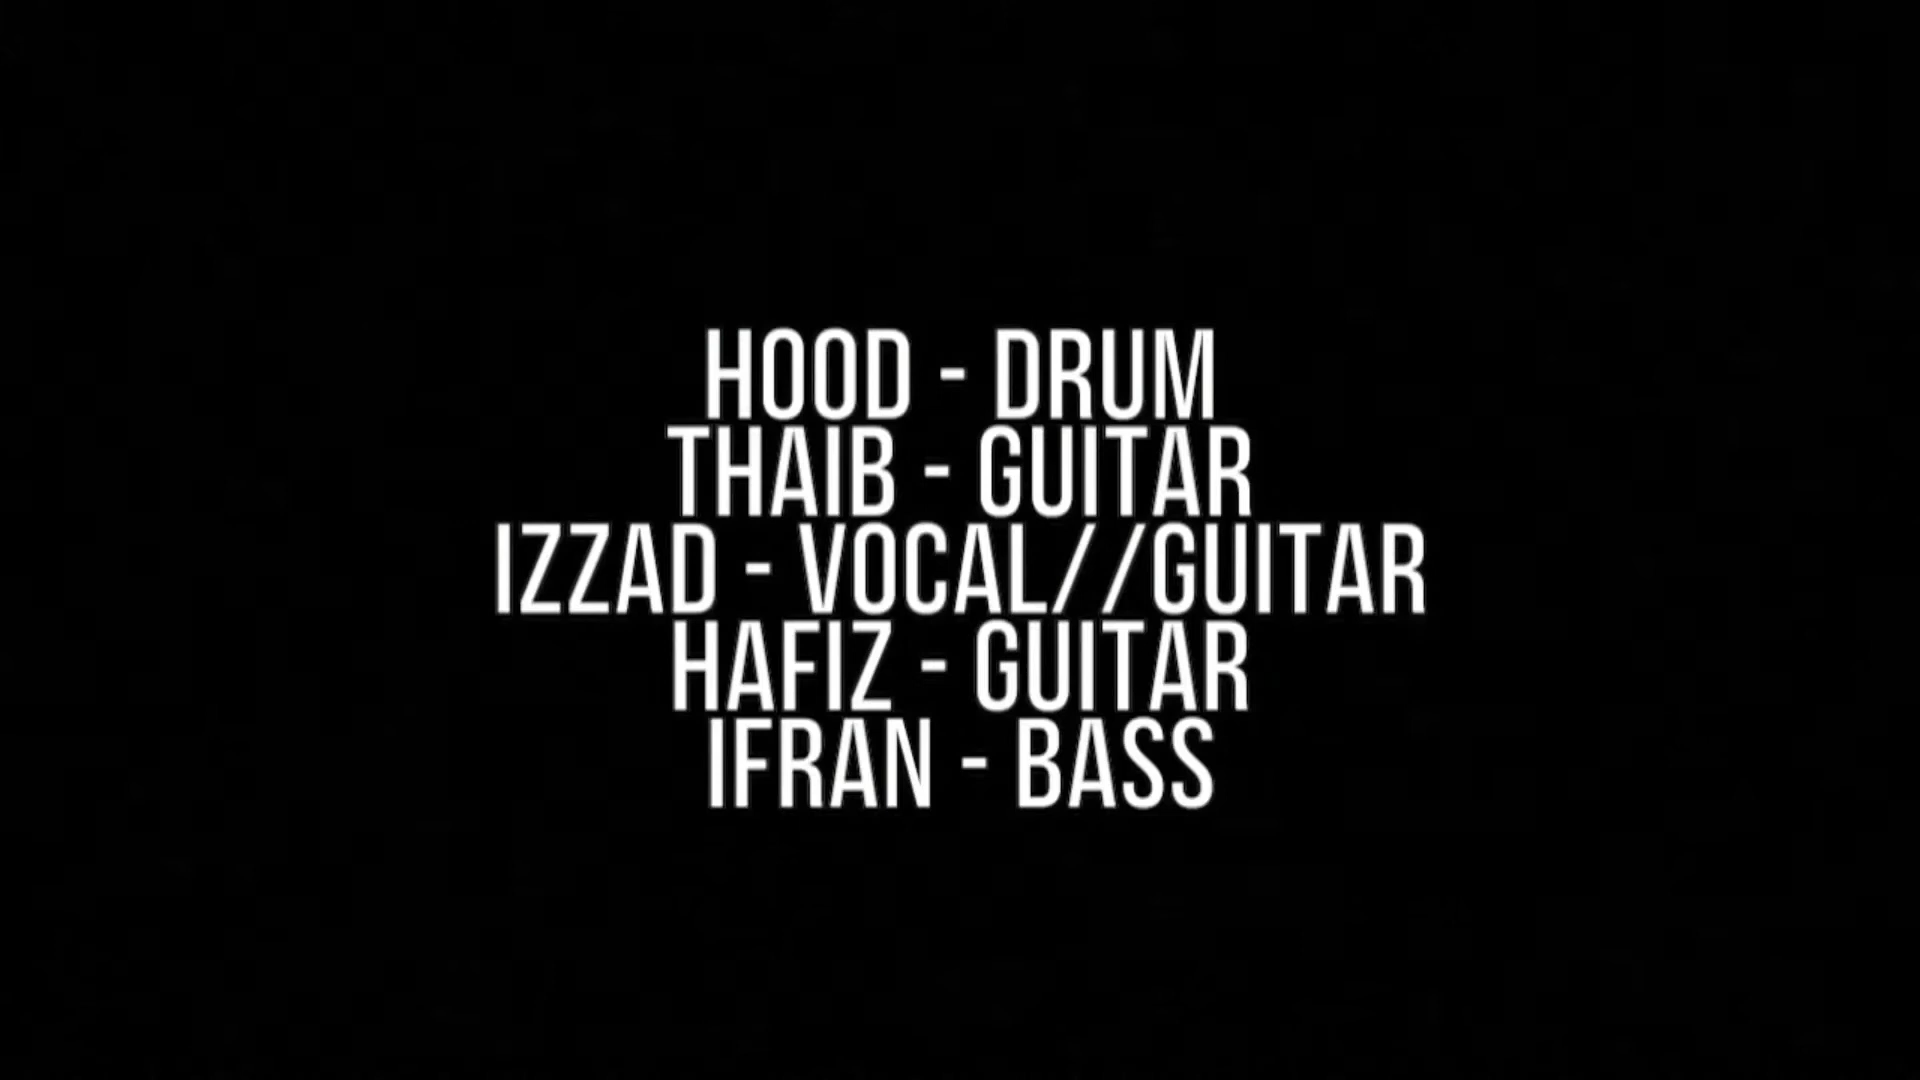 HOOD - DRUM
THAIB - GUITAR
IZZAD - VOCAL//GUITAR
HAFIZ - GUITAR
IFRAN - BASS